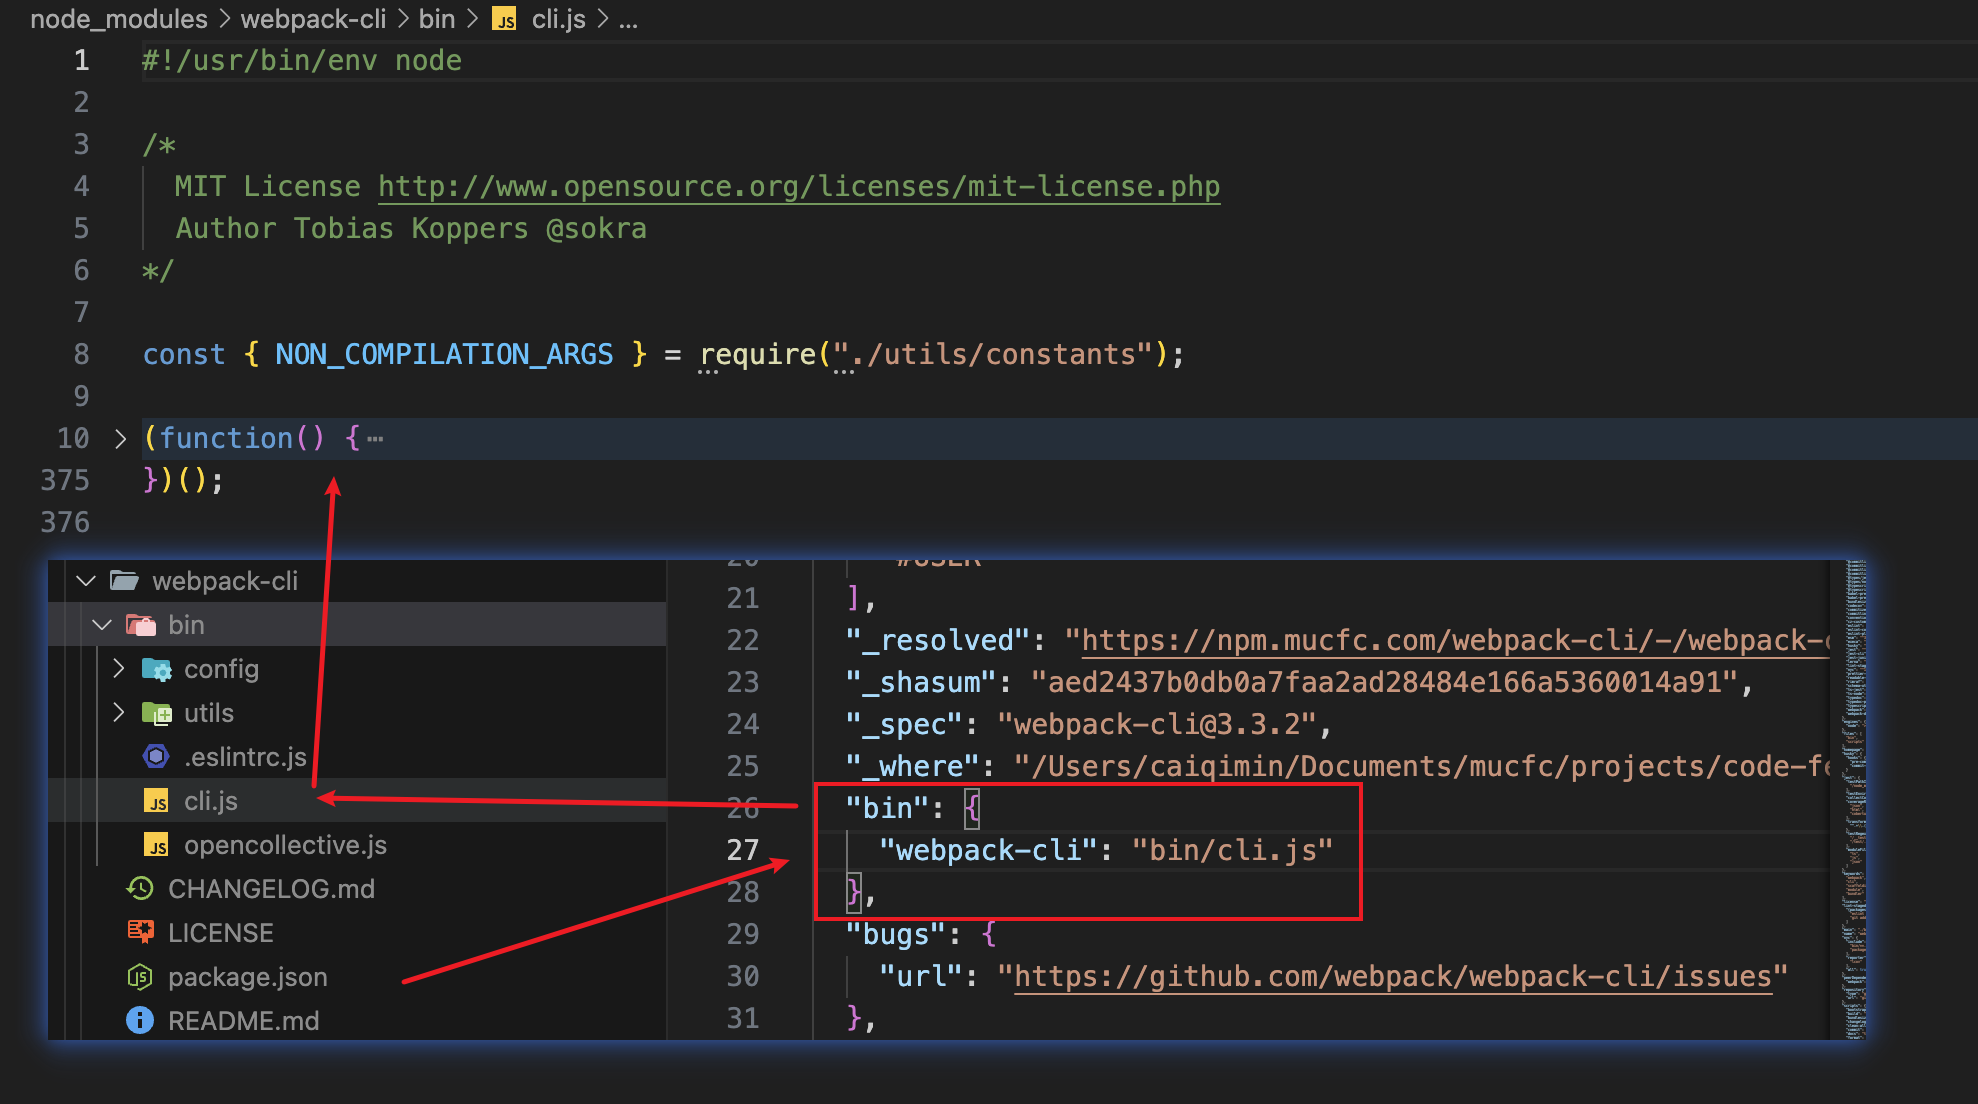 node_modules > webpack-cli > bin > JS cli.js > ...
1 #!/usr/bin/env node
2
3 /*
4 MIT License http://www.opensource.org/licenses/mit-license.php
5 Author Tobias Koppers @sokra
6 */
7
8 const { NON_COMPILATION_ARGS } = require("./utils/constants");
9
10 > (function() { ⋯
375 })();
376
webpack-cli
bin
config
utils
.eslintrc.js
JS cli.js
JS opencollective.js
CHANGELOG.md
LICENSE
package.json
README.md
20 "#USER"
21 ],
22 "_resolved": "https://npm.mucfc.com/webpack-cli/-/webpack-c
23 "_shasum": "aed2437b0db0a7faa2ad28484e166a5360014a91",
24 "_spec": "webpack-cli@3.3.2",
25 "_where": "/Users/caiqimin/Documents/mucfc/projects/code-fe
26 "bin": {
27 "webpack-cli": "bin/cli.js"
28 },
29 "bugs": {
30 "url": "https://github.com/webpack/webpack-cli/issues"
31 },